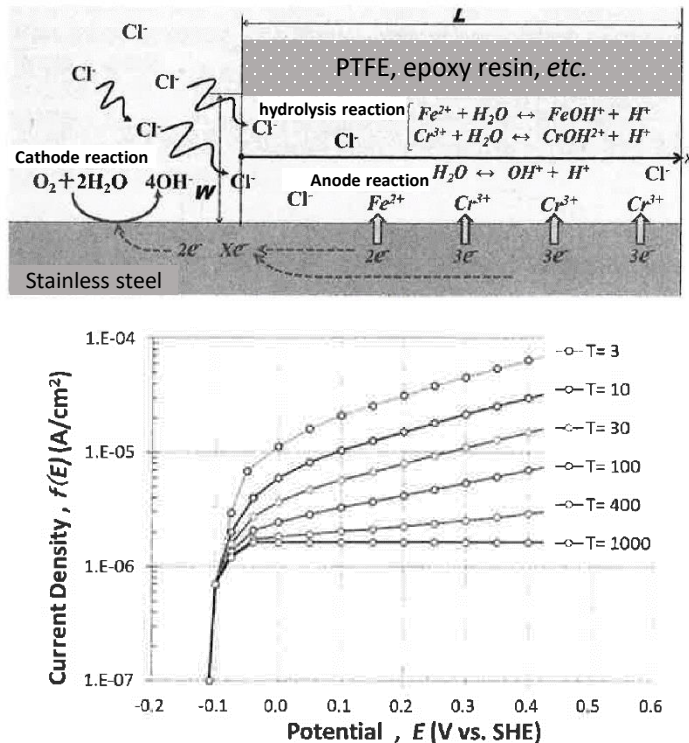 L
Cl⁻
PTFE, epoxy resin, etc.
Cl⁻ Cl⁻
hydrolysis reaction Fe²⁺ + H₂O ↔ FeOH⁺ + H⁺
Cl⁻ Cl⁻ Cl⁻ Cr³⁺ + H₂O ↔ CrOH²⁺ + H⁺
Cathode reaction
H₂O ↔ OH⁺ + H⁺ Cl⁻
O₂+2H₂O 4OH⁻ W Cl⁻ Anode reaction
Cl⁻ Fe²⁺ Cr³⁺ Cr³⁺ Cr³⁺
2e⁻ Xe⁻ 2e⁻ 3e⁻ 3e⁻ 3e⁻
Stainless steel
1.E-04
T= 3
T= 10
1.E-05
T= 30
T= 100
T= 400
1.E-06
T= 1000
1.E-07
Current Density , f(E) (A/cm²)
-0.2 -0.1 0.0 0.1 0.2 0.3 0.4 0.5 0.6
Potential , E (V vs. SHE)